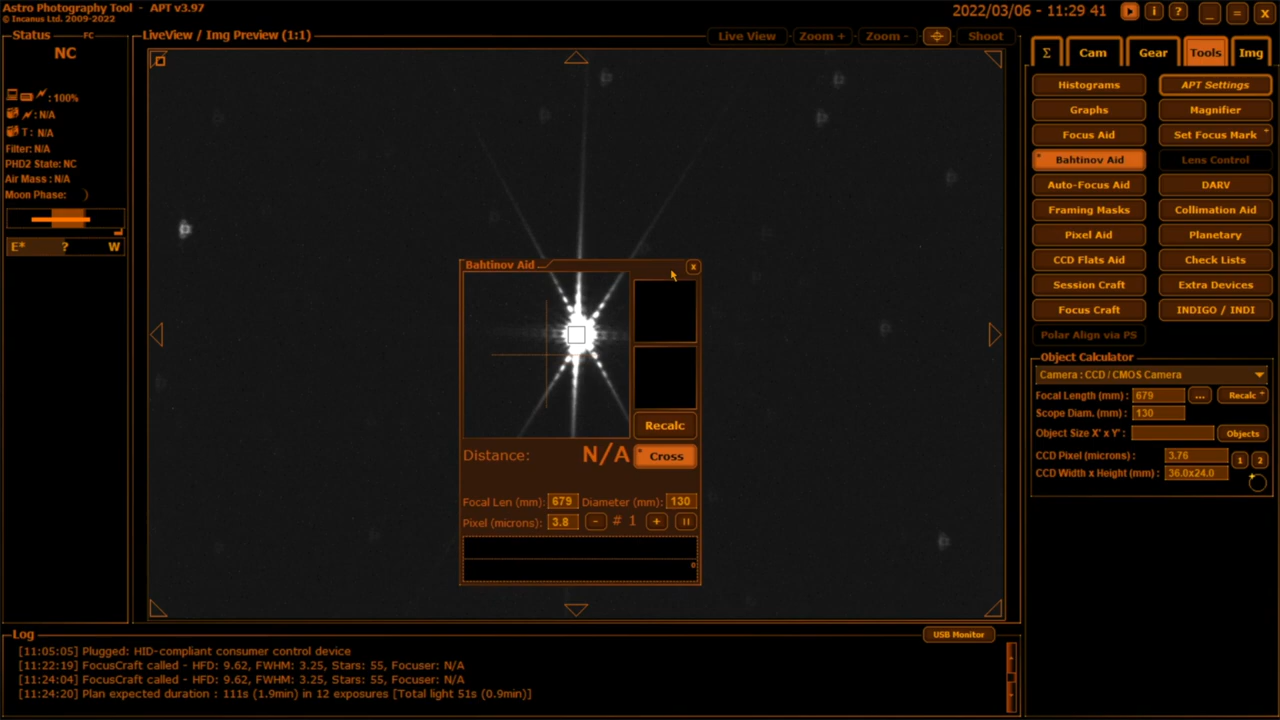 Astro Photography Tool - APT v3.97
© Incanus Ltd. 2009-2022
2022/03/06 - 11:29 41
i ? _ = X
Status FC
NC
: 100%
: N/A
T : N/A
Filter: N/A
PHD2 State: NC
Air Mass : N/A
Moon Phase: )
E* ? W
LiveView / Img Preview (1:1)
Live View Zoom + Zoom - Shoot
Bahtinov Aid x
Recalc
Distance: N/A Cross
Focal Len (mm): 679 Diameter (mm): 130
Pixel (microns): 3.8 - # 1 + II
0
Σ Cam Gear Tools Img
Histograms APT Settings
Graphs Magnifier
Focus Aid Set Focus Mark +
Bahtinov Aid Lens Control
Auto-Focus Aid DARV
Framing Masks Collimation Aid
Pixel Aid Planetary
CCD Flats Aid Check Lists
Session Craft Extra Devices
Focus Craft INDIGO / INDI
Polar Align via PS
Object Calculator
Camera : CCD / CMOS Camera
Focal Length (mm) : 679 ... Recalc +
Scope Diam. (mm) : 130
Object Size X' x Y' : Objects
CCD Pixel (microns) : 3.76 1 2
CCD Width x Height (mm) : 36.0x24.0
Log USB Monitor
[11:05:05] Plugged: HID-compliant consumer control device
[11:22:19] FocusCraft called - HFD: 9.62, FWHM: 3.25, Stars: 55, Focuser: N/A
[11:24:04] FocusCraft called - HFD: 9.62, FWHM: 3.25, Stars: 55, Focuser: N/A
[11:24:20] Plan expected duration : 111s (1.9min) in 12 exposures [Total light 51s (0.9min)]